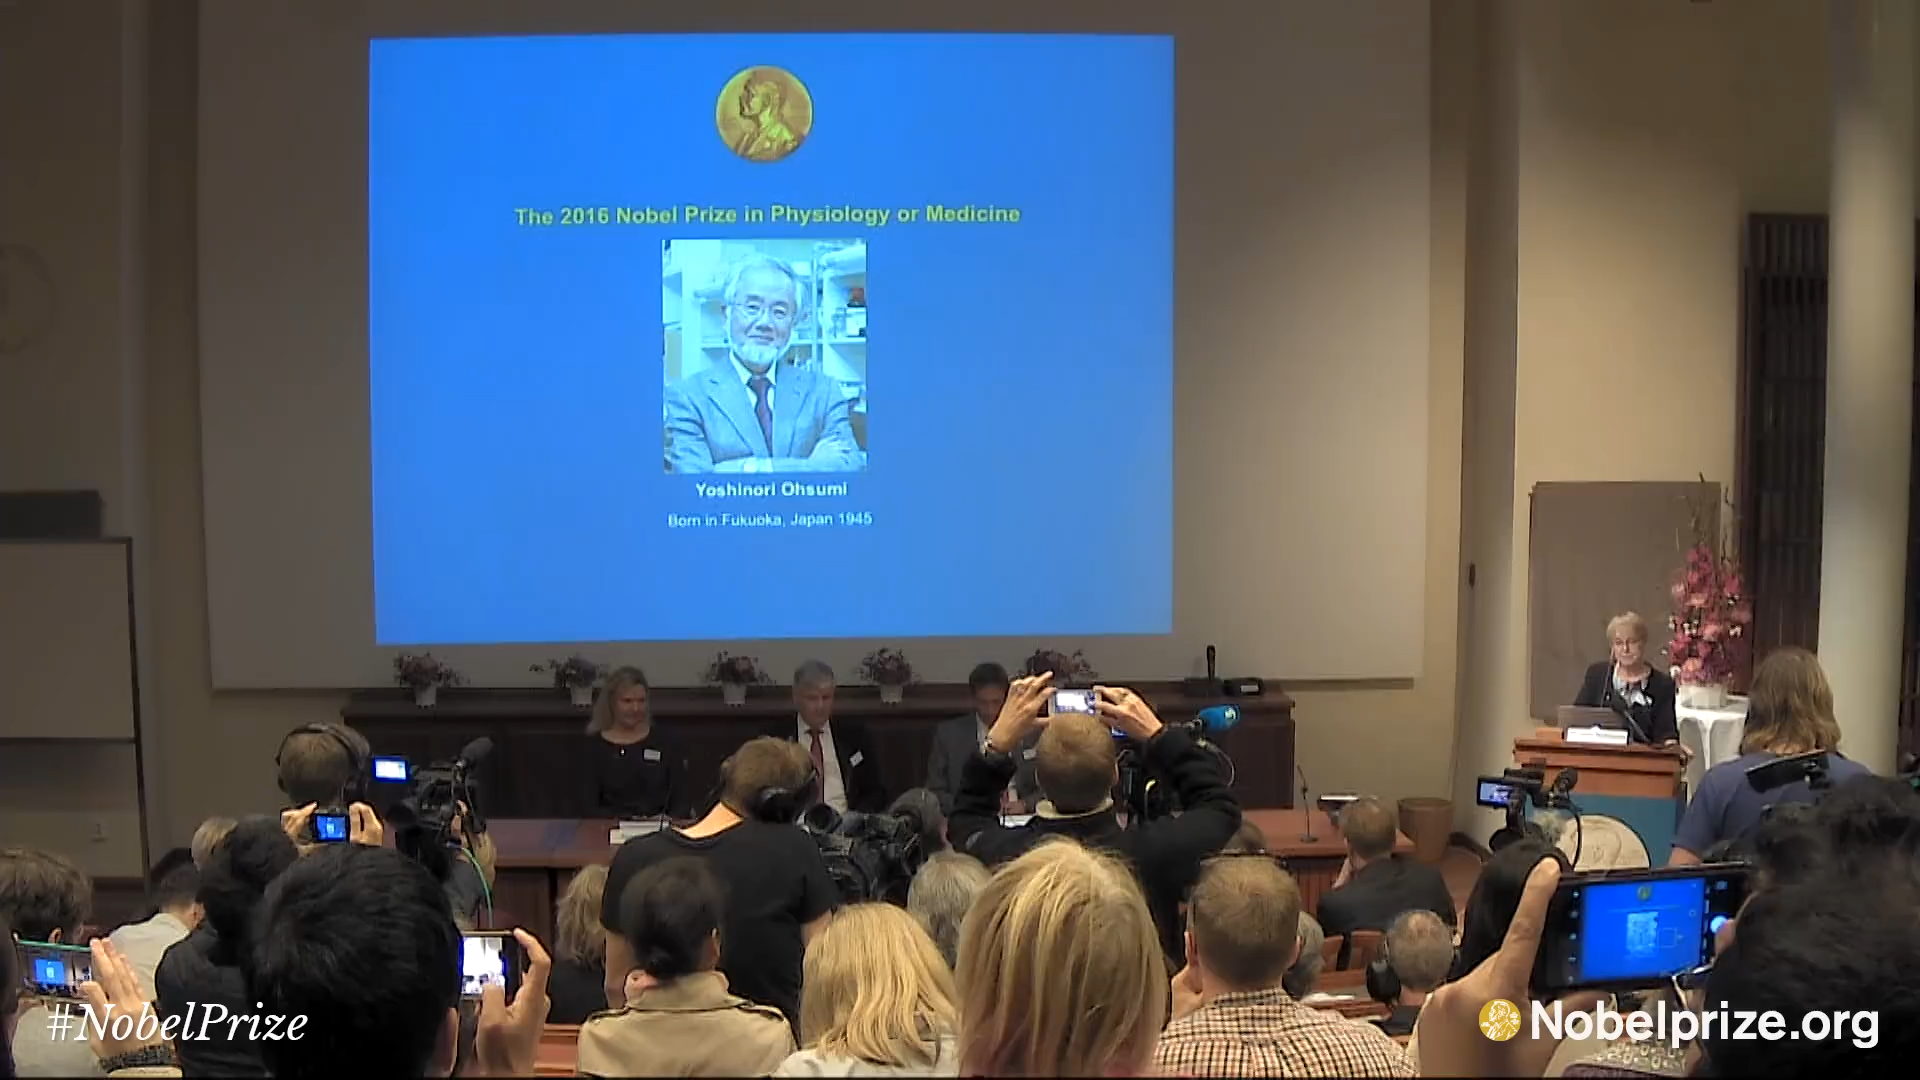 The 2016 Nobel Prize in Physiology or Medicine
Yoshinori Ohsumi
Born in Fukuoka, Japan 1945
#NobelPrize
Nobelprize.org